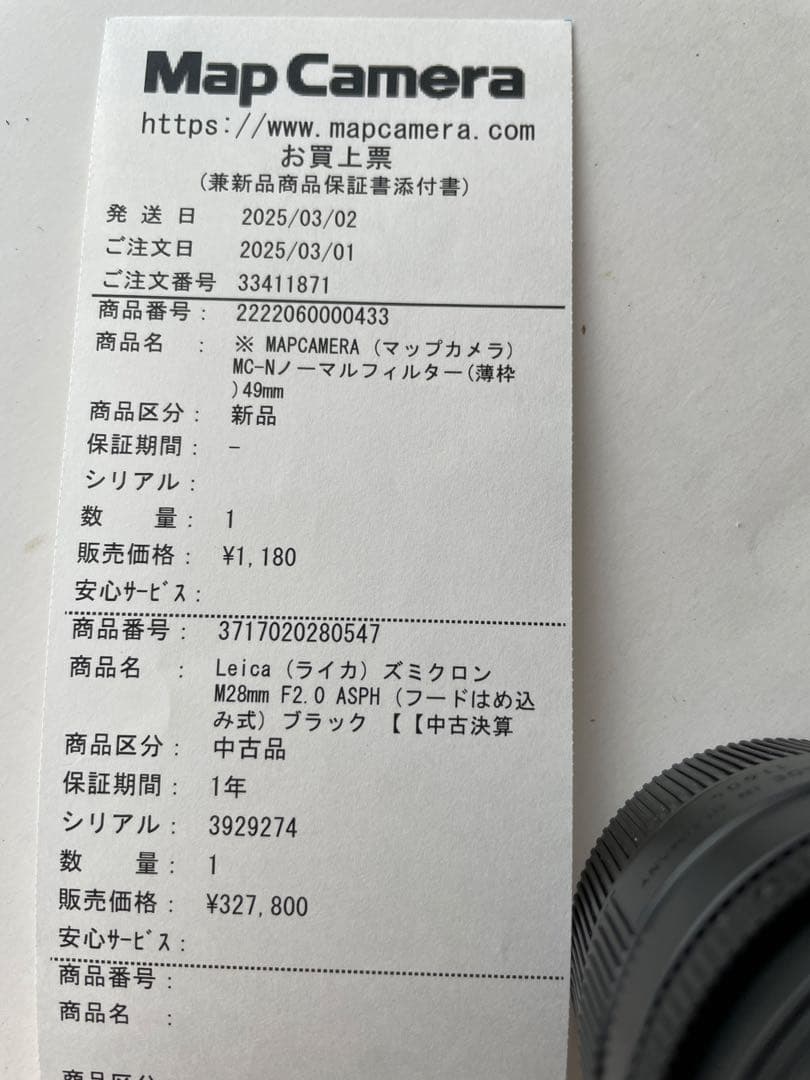 Map Camera
https://www.mapcamera.com
お買上票
(兼新品商品保証書添付書)
発 送 日 2025/03/02
ご注文日 2025/03/01
ご注文番号 33411871
商品番号： 2222060000433
商品名 ： ※ MAPCAMERA (マップカメラ)
MC-Nノーマルフィルター(薄枠
)49mm
商品区分： 新品
保証期間： -
シリアル：
数　　量： 1
販売価格： ¥1,180
安心ｻｰﾋﾞｽ：
商品番号： 3717020280547
商品名 ： Leica (ライカ) ズミクロン
M28mm F2.0 ASPH (フードはめ込
み式) ブラック 【【中古決算
商品区分： 中古品
保証期間： 1年
シリアル： 3929274
数　　量： 1
販売価格： ¥327,800
安心ｻｰﾋﾞｽ：
商品番号：
商品名 ：
商品区分